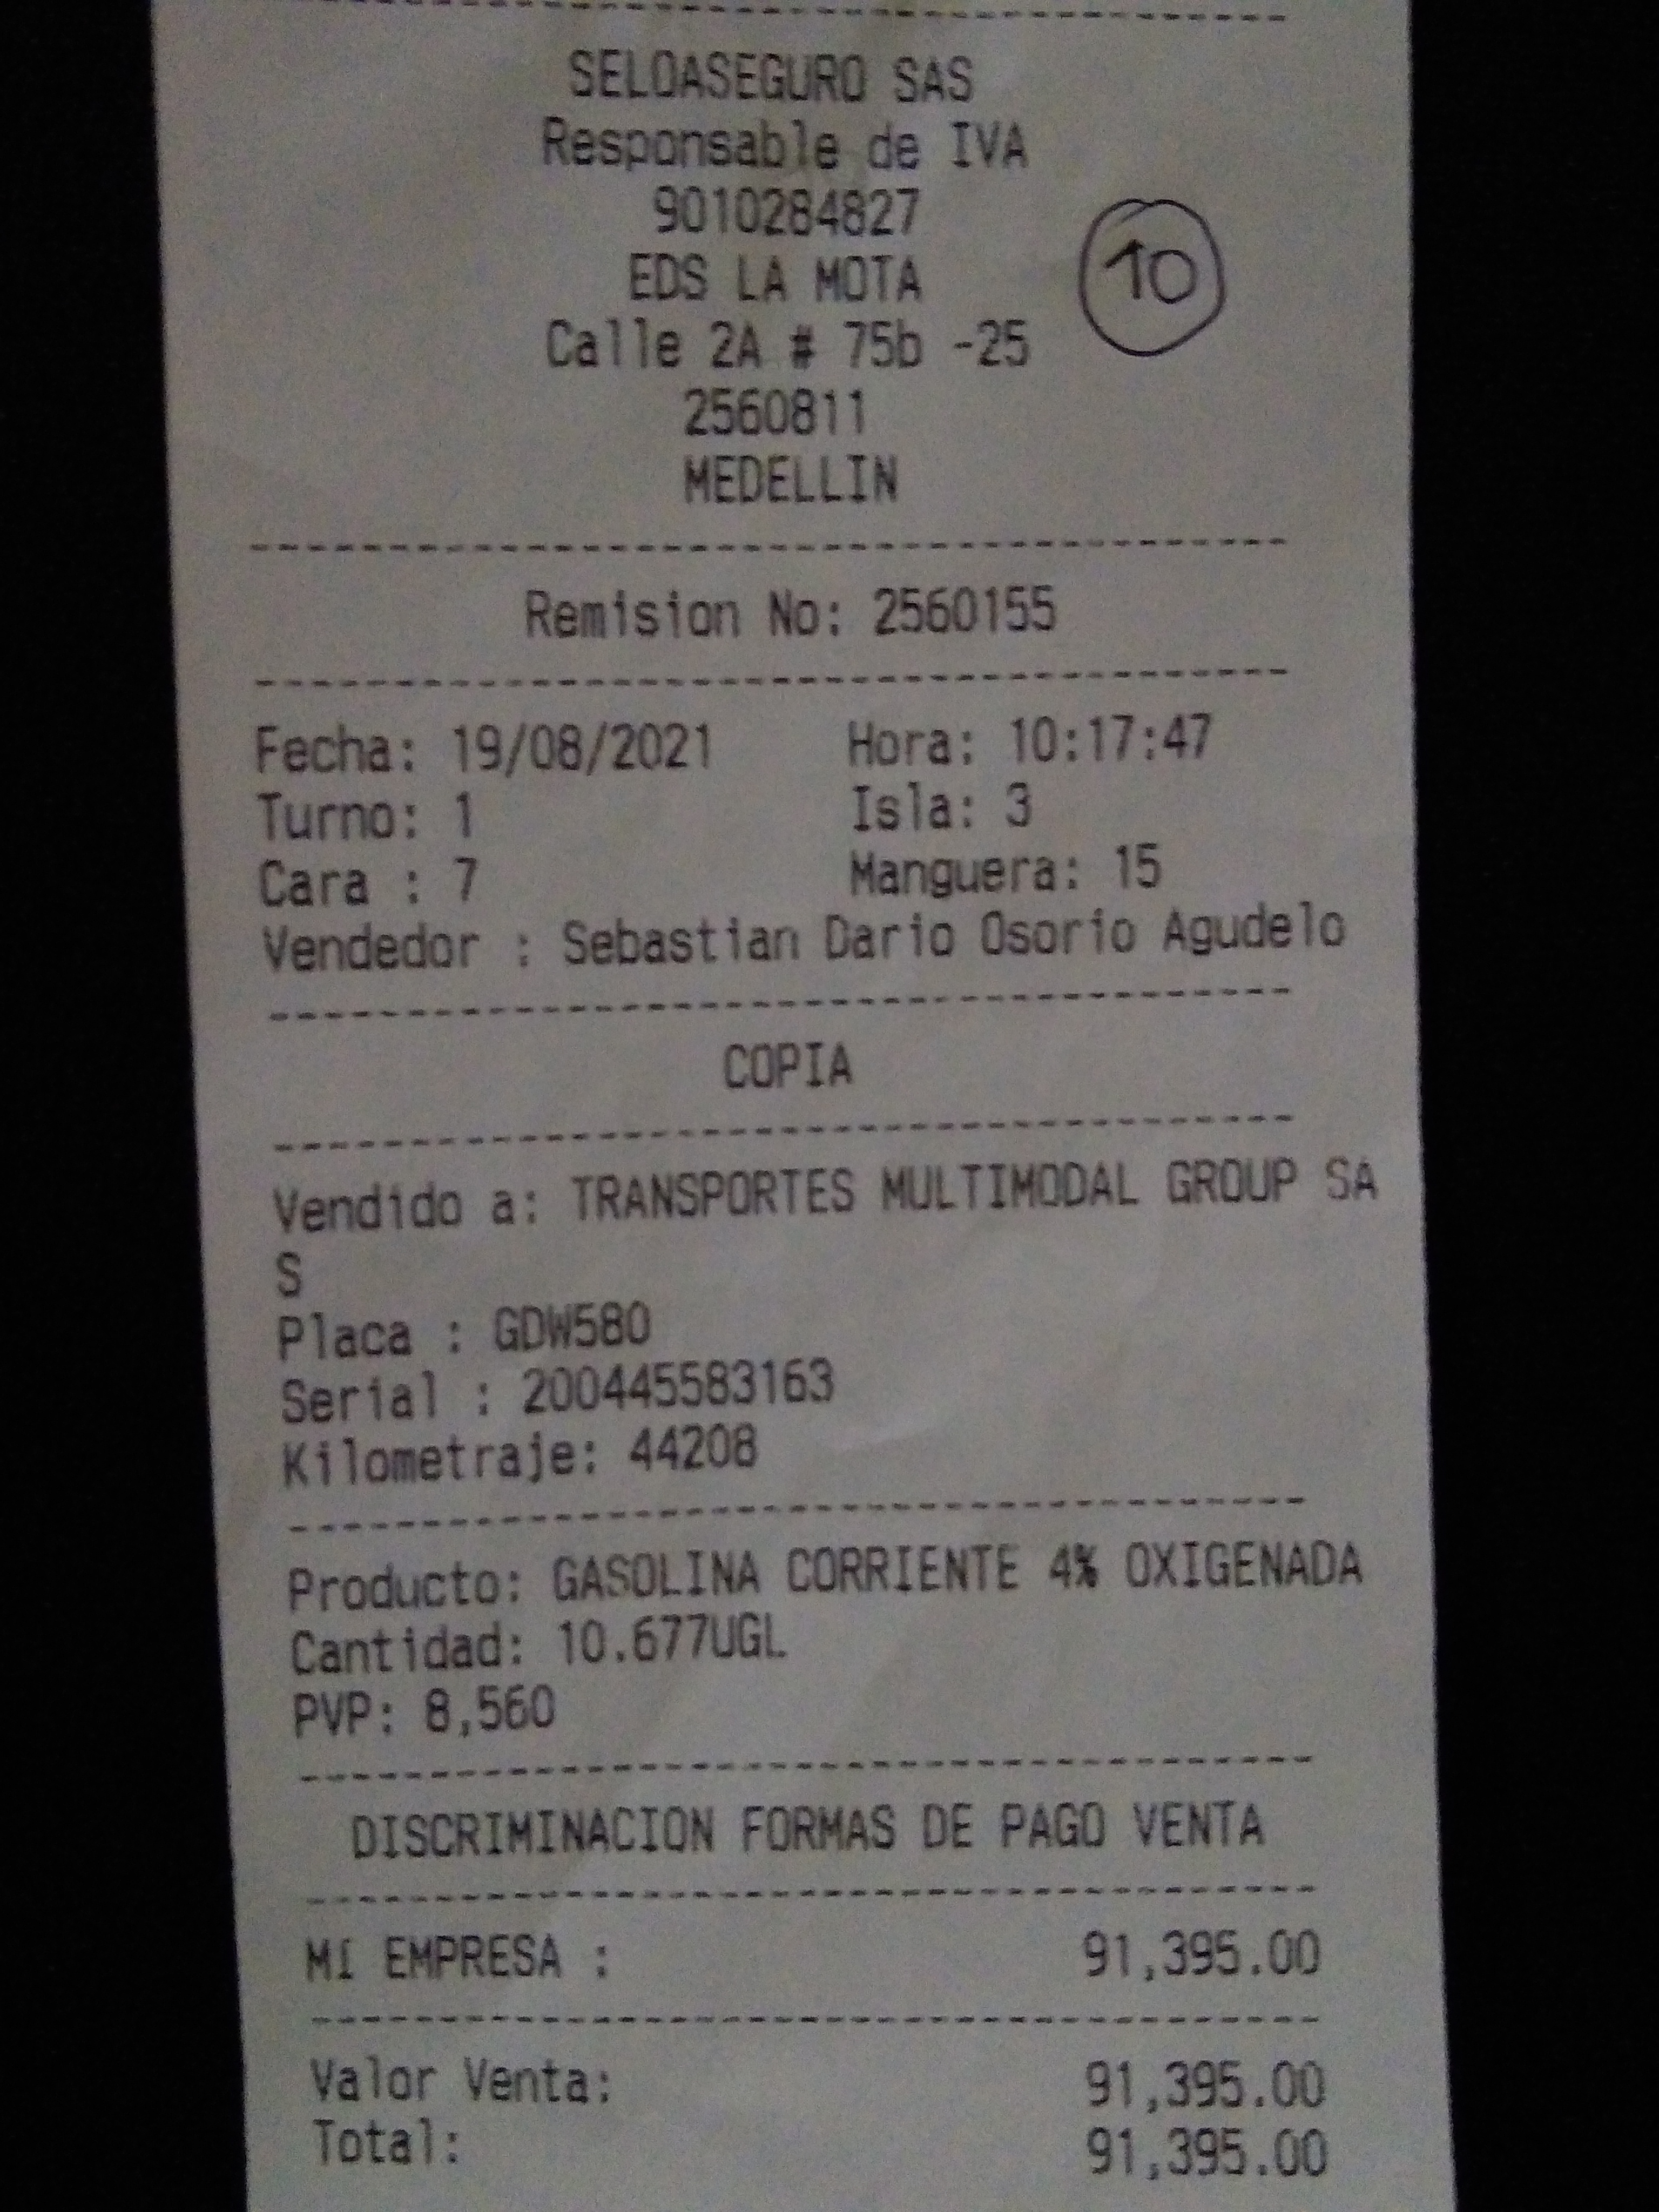 SELOASEGURO SAS
Responsable de IVA
9010284827
EDS LA MOTA
10
Calle 2A # 75b -25
2560811
MEDELLIN
Remision No: 2560155
Fecha: 19/08/2021 Hora: 10:17:47
Turno: 1 Isla: 3
Cara : 7 Manguera: 15
Vendedor : Sebastian Dario Osorio Agudelo
COPIA
Vendido a: TRANSPORTES MULTIMODAL GROUP SA
S
Placa : GDW580
Serial : 200445583163
Kilometraje: 44208
Producto: GASOLINA CORRIENTE 4% OXIGENADA
Cantidad: 10.677UGL
PVP: 8,560
DISCRIMINACION FORMAS DE PAGO VENTA
MI EMPRESA : 91,395.00
Valor Venta: 91,395.00
Total: 91,395.00